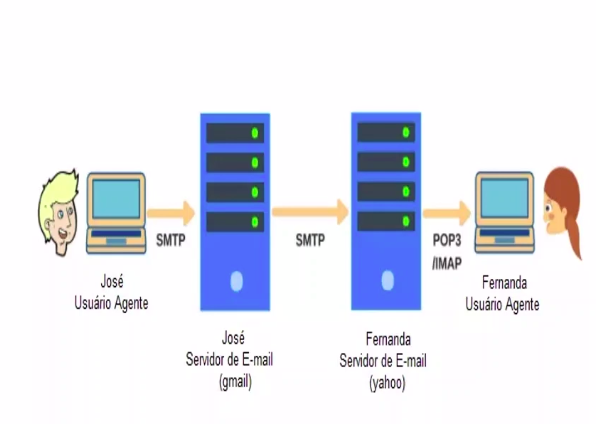 SMTP
SMTP
POP3
/IMAP
José
Usuário Agente
Fernanda
Usuário Agente
José
Servidor de E-mail
(gmail)
Fernanda
Servidor de E-mail
(yahoo)